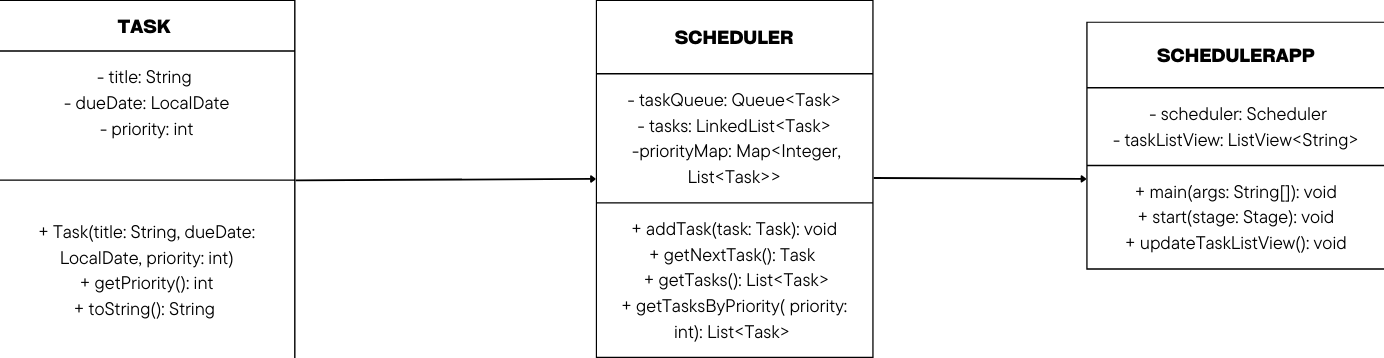 TASK
- title: String
- dueDate: LocalDate
- priority: int
+ Task(title: String, dueDate:
LocalDate, priority: int)
+ getPriority(): int
+ toString(): String
SCHEDULER
- taskQueue: Queue<Task>
- tasks: LinkedList<Task>
-priorityMap: Map<Integer,
List<Task>>
+ addTask(task: Task): void
+ getNextTask(): Task
+ getTasks(): List<Task>
+ getTasksByPriority( priority:
int): List<Task>
SCHEDULERAPP
- scheduler: Scheduler
- taskListView: ListView<String>
+ main(args: String[]): void
+ start(stage: Stage): void
+ updateTaskListView(): void